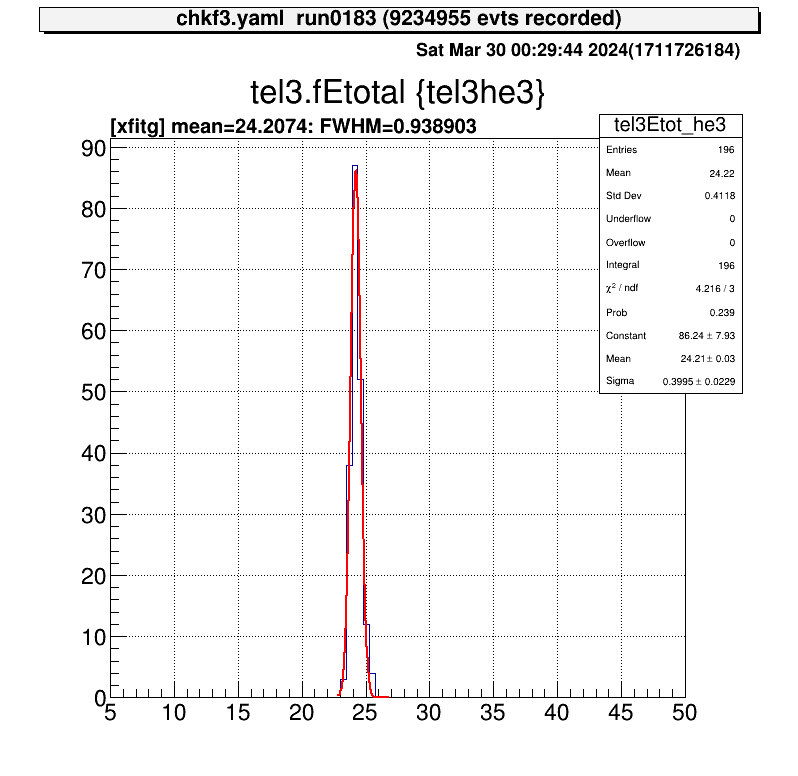 chkf3.yaml run0183 (9234955 evts recorded)
Sat Mar 30 00:29:44 2024(1711726184)
tel3.fEtotal {tel3he3}
[xfitg] mean=24.2074: FWHM=0.938903
tel3Etot_he3
Entries 196
Mean 24.22
Std Dev 0.4118
Underflow 0
Overflow 0
Integral 196
χ² / ndf 4.216 / 3
Prob 0.239
Constant 86.24 ± 7.93
Mean 24.21 ± 0.03
Sigma 0.3995 ± 0.0229
90
80
70
60
50
40
30
20
10
0
5 10 15 20 25 30 35 40 45 50